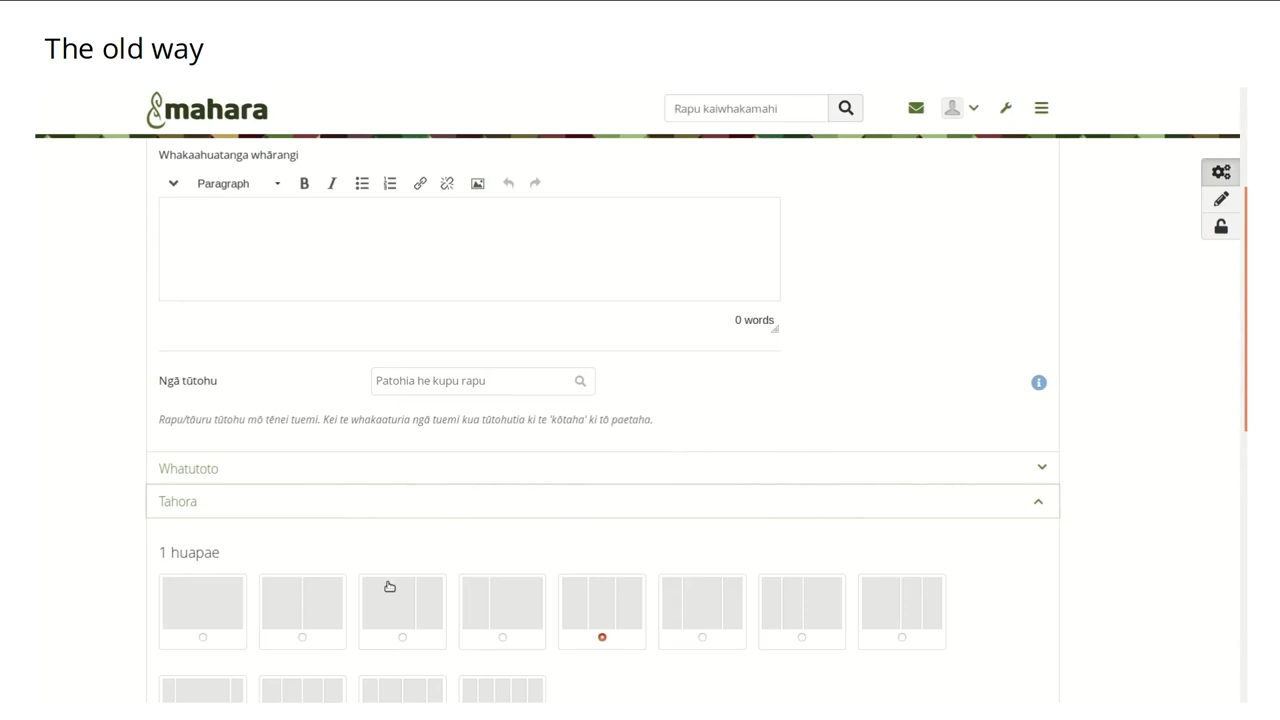 The old way
mahara
Rapu kaiwhakamahi
Whakaahuatanga whārangi
Paragraph B I
0 words
Ngā tūtohu
Patohia he kupu rapu
Rapu/tāuru tūtohu mō tēnei tuemi. Kei te whakaaturia ngā tuemi kua tūtohutia ki te 'kōtaha' ki tō paetaha.
Whatutoto
Tahora
1 huapae